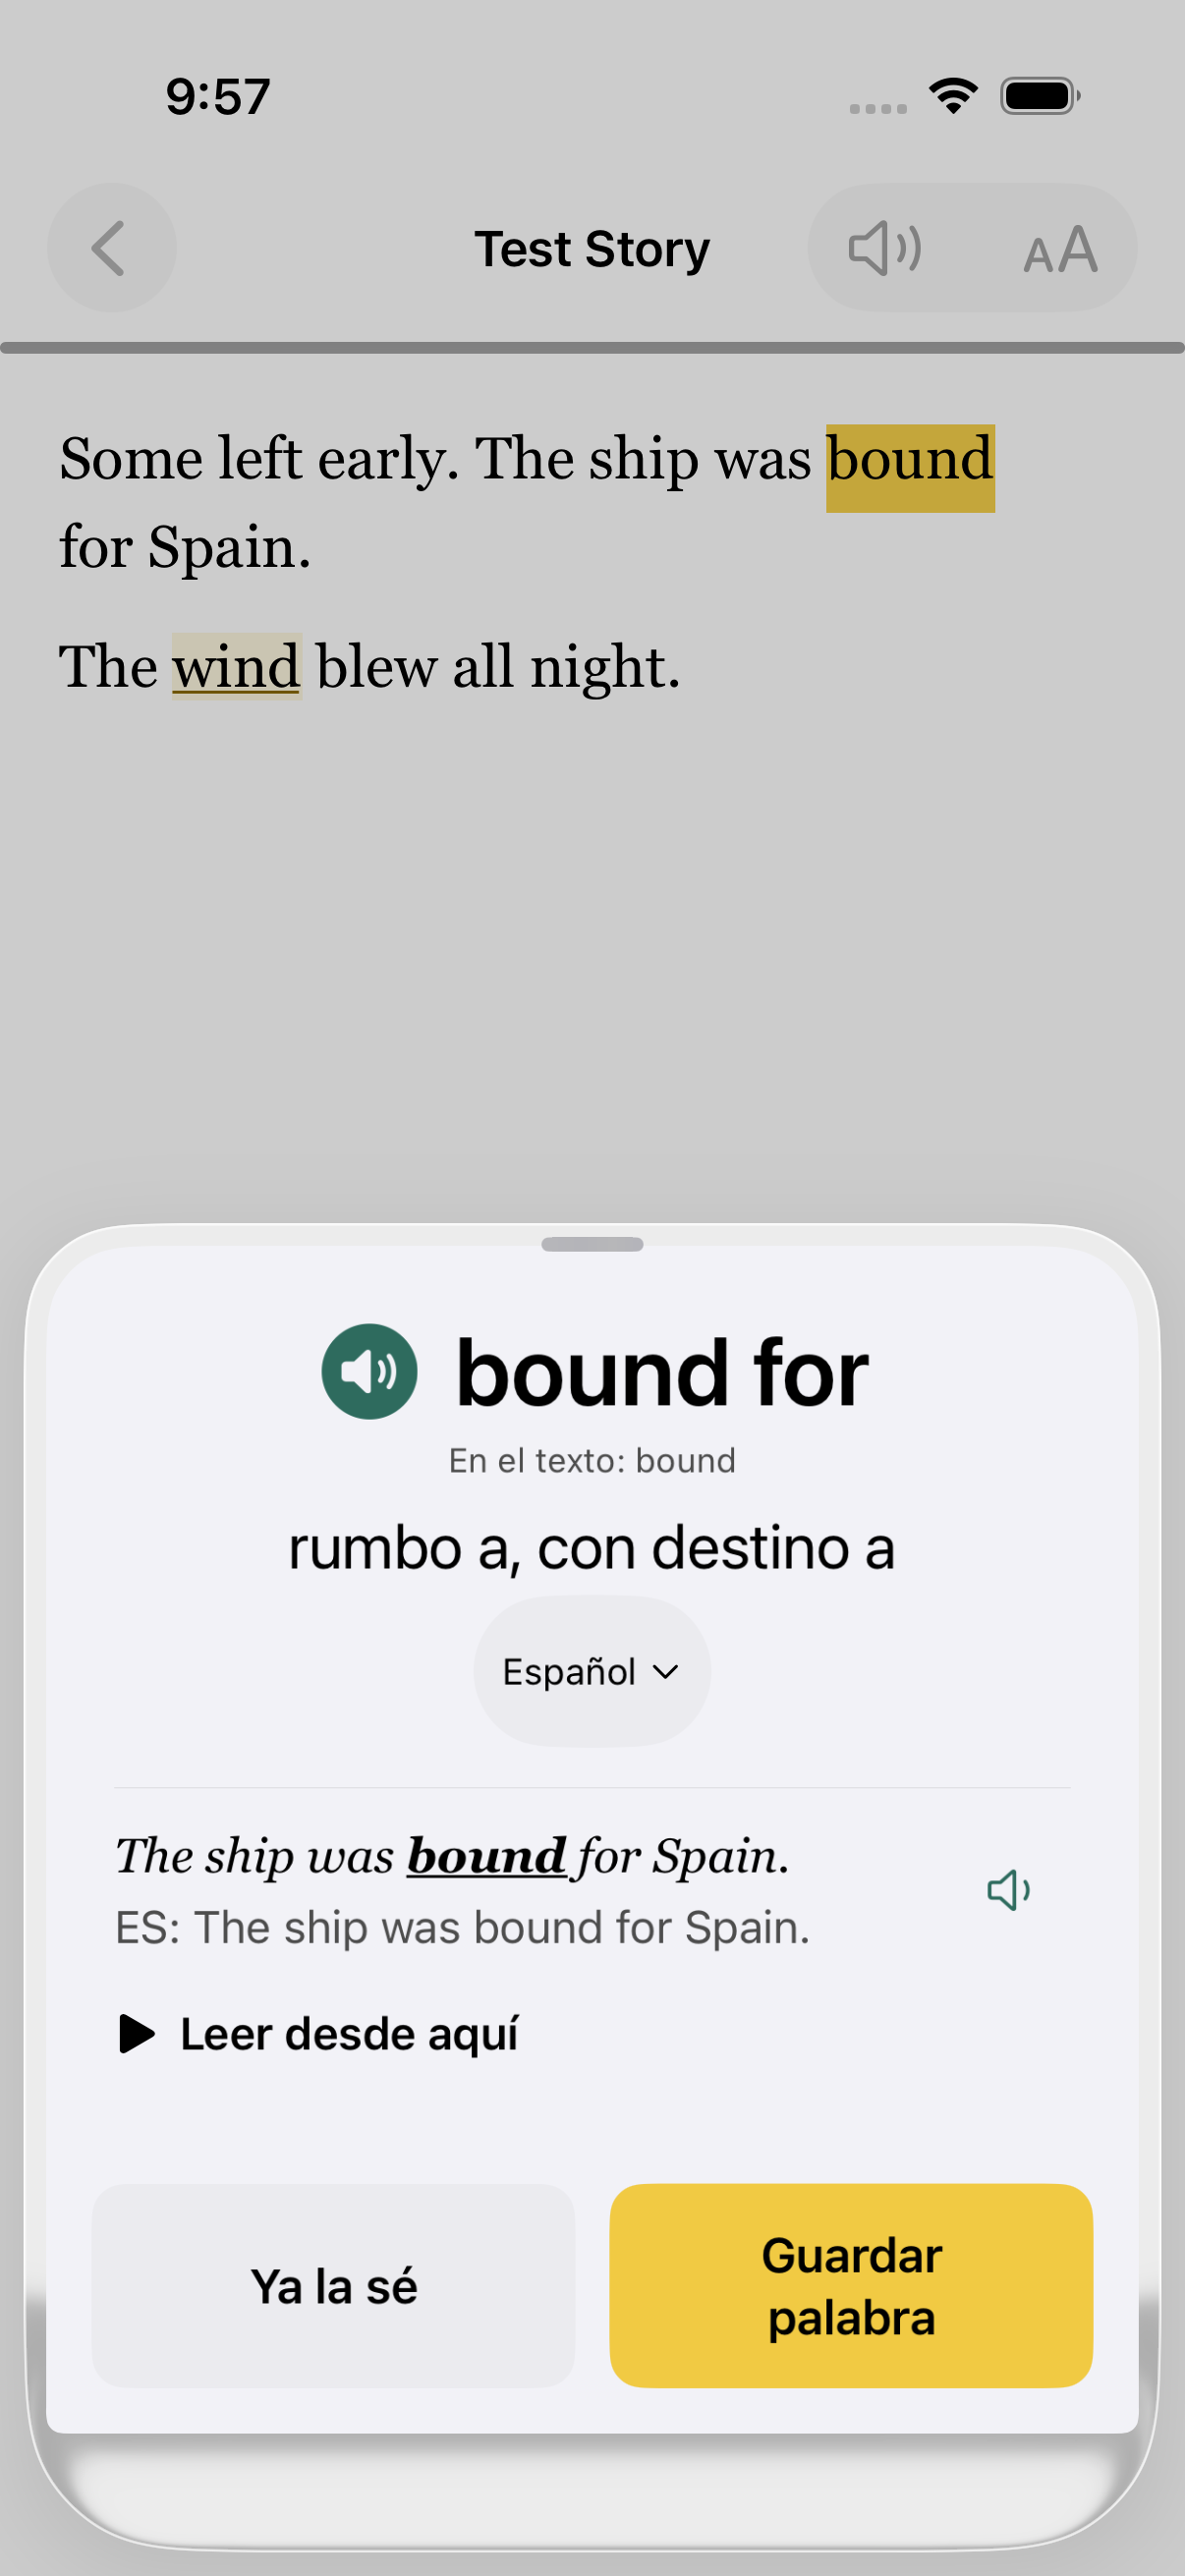 9:57
Test Story
AA
Some left early. The ship was bound
for Spain.
The wind blew all night.
bound for
En el texto: bound
rumbo a, con destino a
Español
The ship was bound for Spain.
ES: The ship was bound for Spain.
Leer desde aquí
Ya la sé
Guardar
palabra